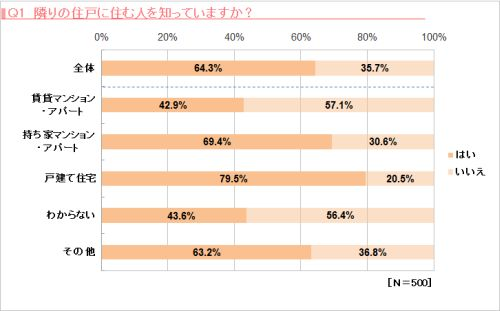 Q1 隣りの住戸に住む人を知っていますか？
0% 20% 40% 60% 80% 100%
全体 64.3% 35.7%
賃貸マンション
・アパート 42.9% 57.1%
持ち家マンション
・アパート 69.4% 30.6%
戸建て住宅 79.5% 20.5%
わからない 43.6% 56.4%
その他 63.2% 36.8%
はい
いいえ
［N＝500］